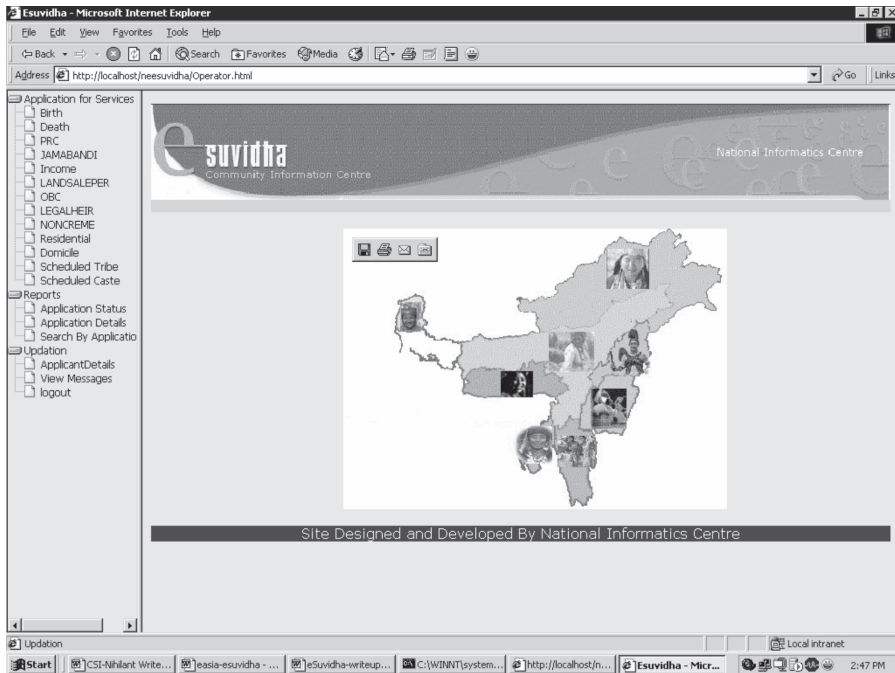 Esuvidha - Microsoft Internet Explorer
File Edit View Favorites Tools Help
Back Search Favorites Media
Address http://localhost/neesuvidha/Operator.html Go Links
Application for Services
Birth
Death
PRC
JAMABANDI
Income
LANDSALEPER
OBC
LEGALHEIR
NONCREME
Residential
Domicile
Scheduled Tribe
Scheduled Caste
Reports
Application Status
Application Details
Search By Applicatio
Updation
ApplicantDetails
View Messages
logout
e suvidha
Community Information Centre
National Informatics Centre
Site Designed and Developed By National Informatics Centre
Updation Local intranet
Start CSI-Nihilant Write... easia-esuvidha - ... eSuvidha-writeup... C:\WINNT\system... http://localhost/n... Esuvidha - Micr... 2:47 PM